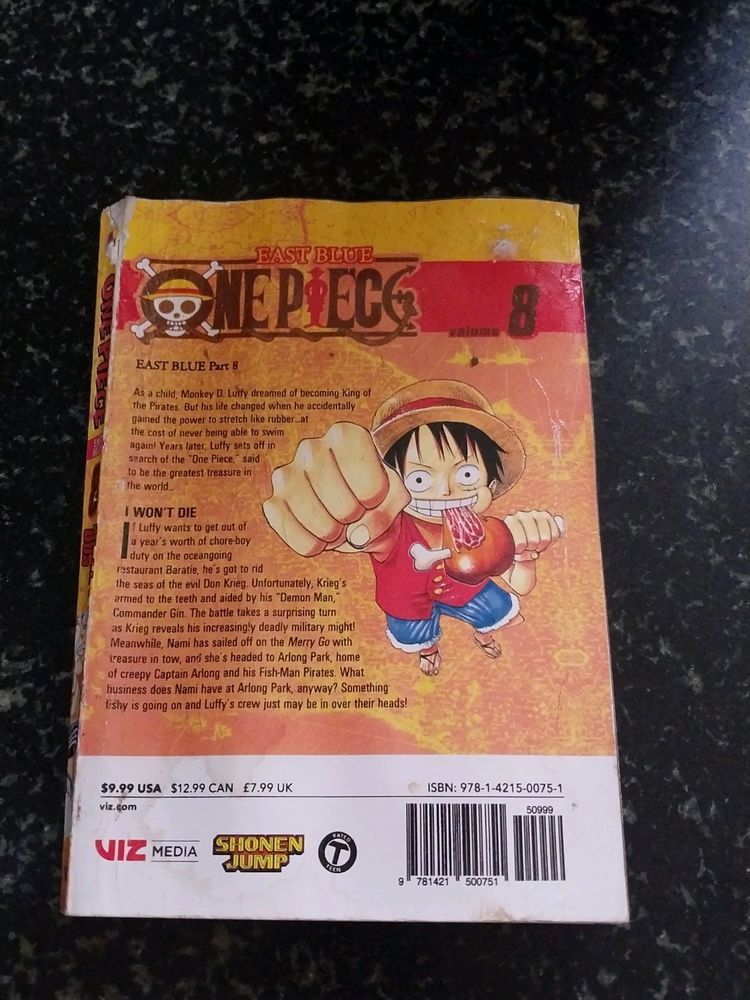 EAST BLUE
ONE PIECE
volume 8
EAST BLUE Part 8
As a child, Monkey D. Luffy dreamed of becoming King of
the Pirates. But his life changed when he accidentally
gained the power to stretch like rubber...at
the cost of never being able to swim
again! Years later, Luffy sets off in
search of the "One Piece," said
to be the greatest treasure in
the world...
I WON'T DIE
If Luffy wants to get out of
a year's worth of chore-boy
duty on the oceangoing
restaurant Baratie, he's got to rid
the seas of the evil Don Krieg. Unfortunately, Krieg's
armed to the teeth and aided by his "Demon Man,"
Commander Gin. The battle takes a surprising turn
as Krieg reveals his increasingly deadly military might!
Meanwhile, Nami has sailed off on the Merry Go with
treasure in tow, and she's headed to Arlong Park, home
of creepy Captain Arlong and his Fish-Man Pirates. What
business does Nami have at Arlong Park, anyway? Something
fishy is going on and Luffy's crew just may be in over their heads!
$9.99 USA $12.99 CAN £7.99 UK
ISBN: 978-1-4215-0075-1
viz.com
50999
VIZ MEDIA
SHONEN
JUMP
RATED
T
TEEN
9 781421 500751
ONE PIECE